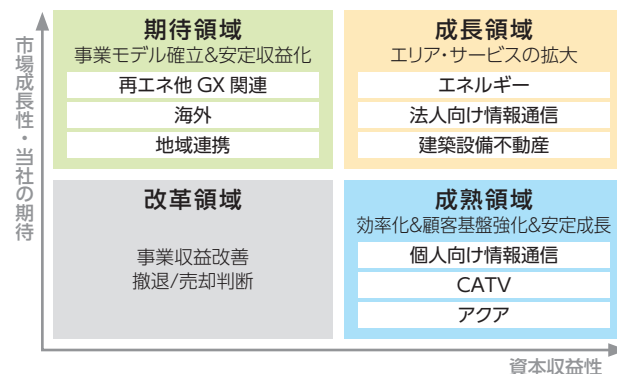 市場成長性・当社の期待
期待領域
事業モデル確立&安定収益化
再エネ他 GX 関連
海外
地域連携
成長領域
エリア・サービスの拡大
エネルギー
法人向け情報通信
建築設備不動産
改革領域
事業収益改善
撤退/売却判断
成熟領域
効率化&顧客基盤強化&安定成長
個人向け情報通信
CATV
アクア
資本収益性